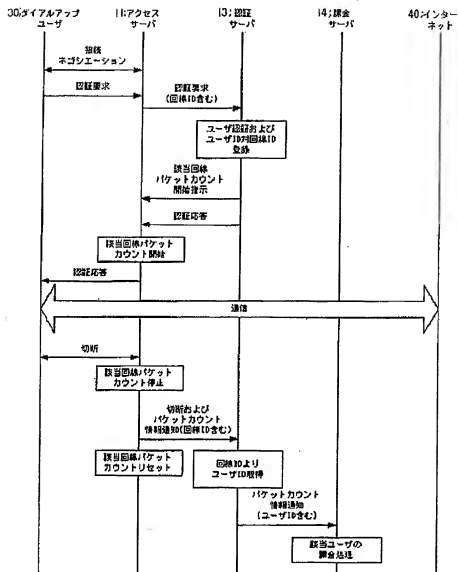 30;ダイアルアップ
ユーザ
11;アクセス
サーバ
13;認証
サーバ
14;課金
サーバ
40;インター
ネット
接続
ネゴシエーション
認証要求
認証要求
(回線ID含む)
ユーザ認証および
ユーザID対回線ID
登録
該当回線
パケットカウント
開始指示
認証応答
該当回線パケット
カウント開始
認証応答
通信
切断
該当回線パケット
カウント停止
切断および
パケットカウント
情報通知(回線ID含む)
該当回線パケット
カウントリセット
回線IDより
ユーザID取得
パケットカウント
情報通知
(ユーザID含む)
該当ユーザの
課金処理